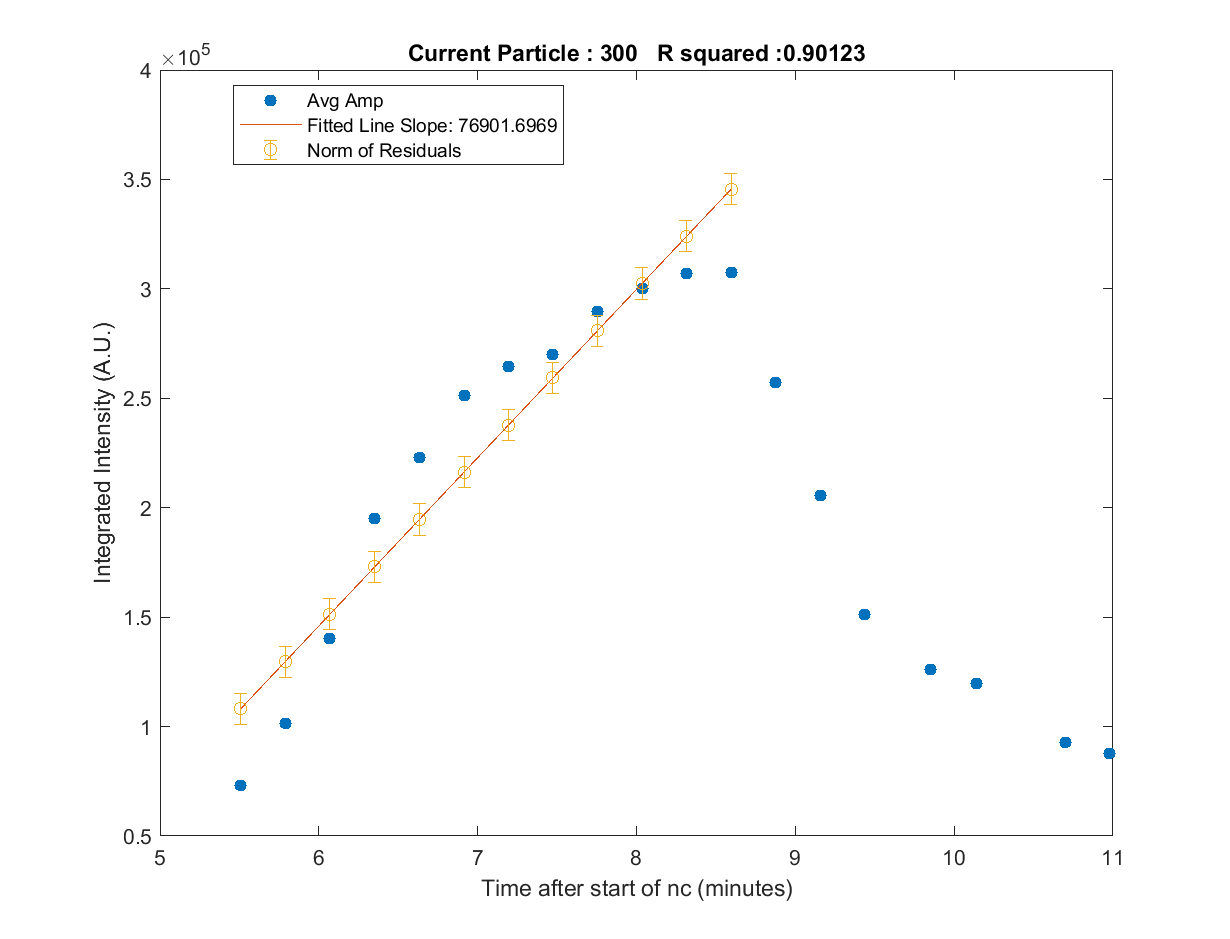 Current Particle : 300   R squared :0.90123
×10^5
4
3.5
3
2.5
2
1.5
1
0.5
Avg Amp
Fitted Line Slope: 76901.6969
Norm of Residuals
Integrated Intensity (A.U.)
5 6 7 8 9 10 11
Time after start of nc (minutes)